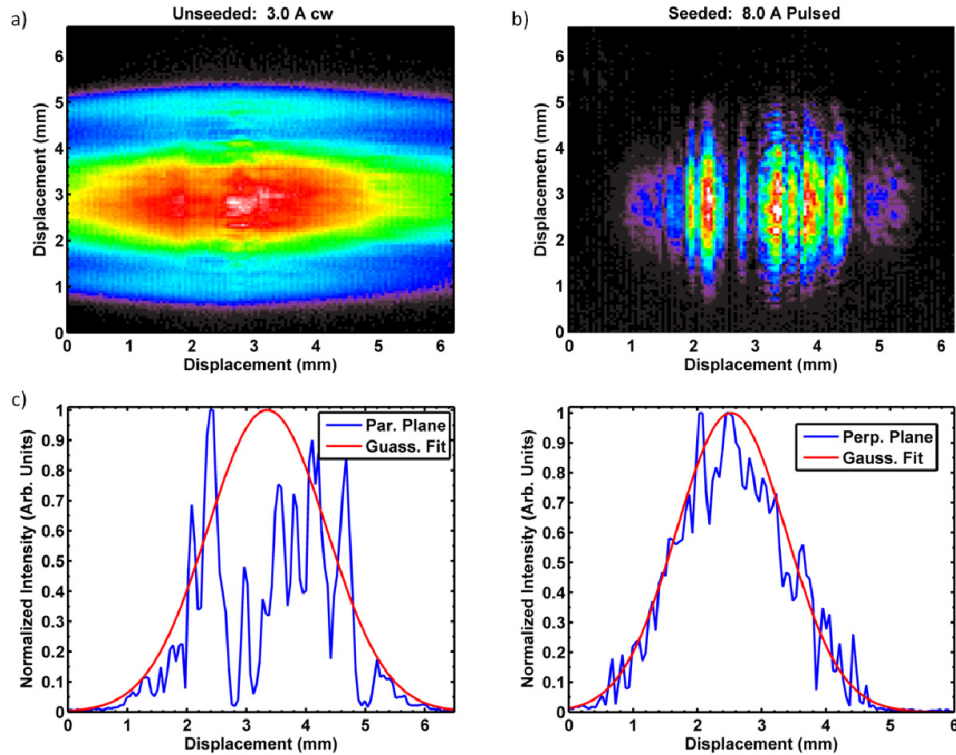 a)
Unseeded: 3.0 A cw
Displacement (mm)
6
5
4
3
2
1
0
0 1 2 3 4 5 6
Displacement (mm)
b)
Seeded: 8.0 A Pulsed
Displacemetn (mm)
6
5
4
3
2
1
0
0 1 2 3 4 5 6
Displacement (mm)
c)
Normalized Intensity (Arb. Units)
1
0.9
0.8
0.7
0.6
0.5
0.4
0.3
0.2
0.1
0
0 1 2 3 4 5 6
Displacement (mm)
Par. Plane
Guass. Fit
Normalized Intensity (Arb. Units)
1
0.9
0.8
0.7
0.6
0.5
0.4
0.3
0.2
0.1
0
0 1 2 3 4 5 6
Displacement (mm)
Perp. Plane
Gauss. Fit